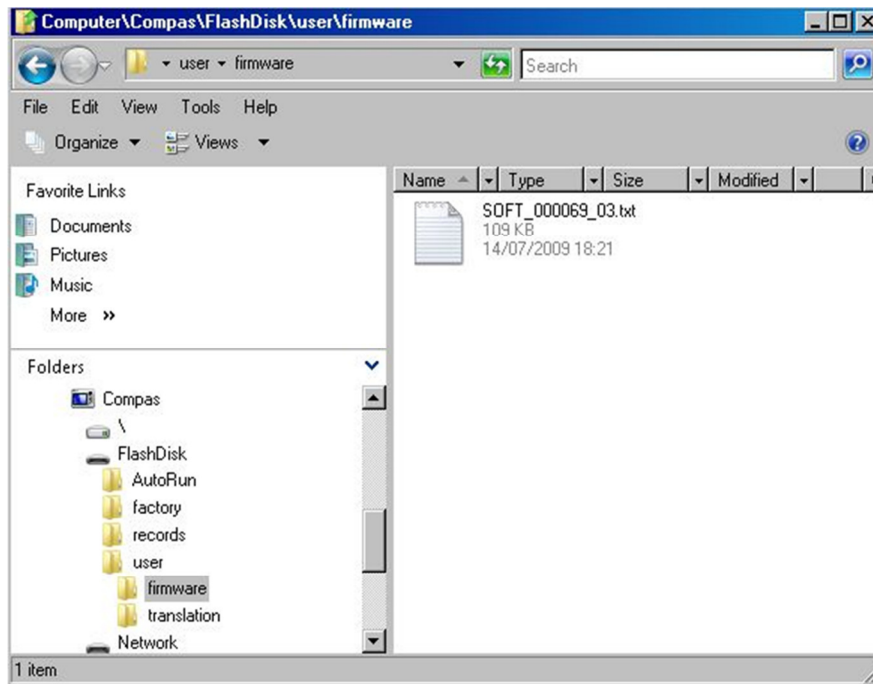 Computer\Compas\FlashDisk\user\firmware
user firmware
Search
File Edit View Tools Help
Organize Views
Favorite Links
Documents
Pictures
Music
More »
Folders
Compas
\
FlashDisk
AutoRun
factory
records
user
firmware
translation
Network
Name Type Size Modified
SOFT_000069_03.txt
109 KB
14/07/2009 18:21
1 item